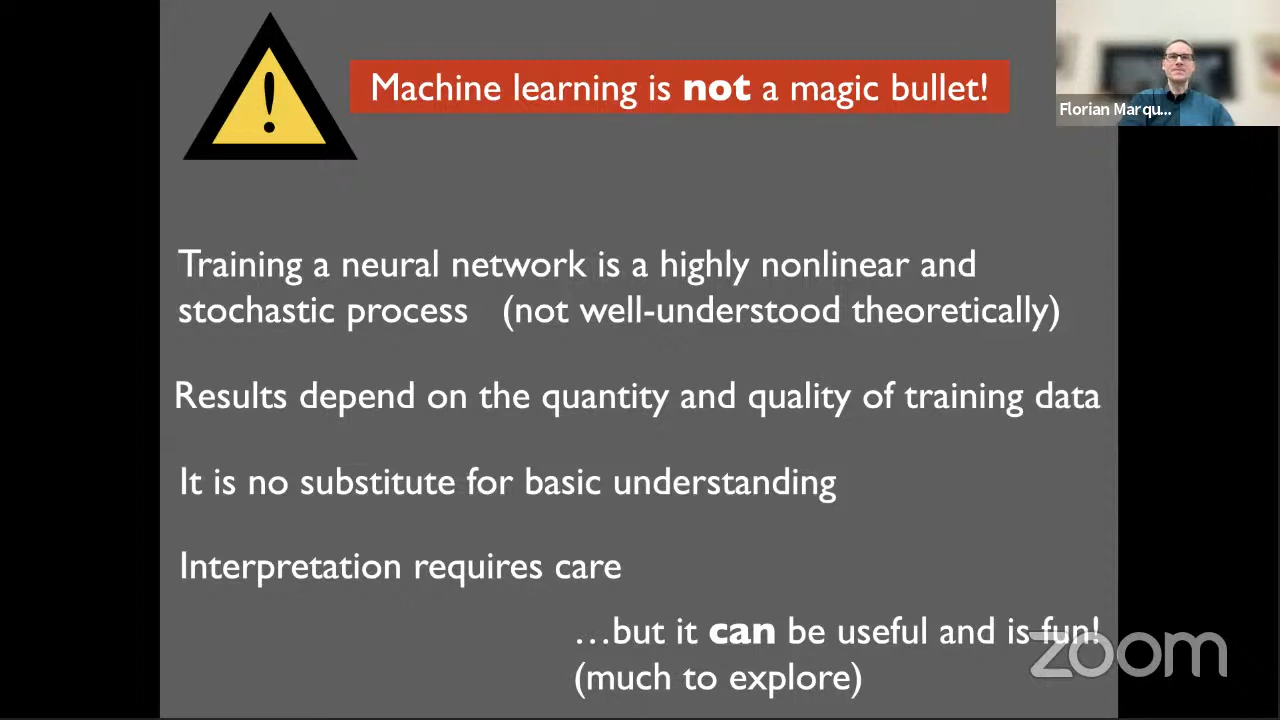 Machine learning is not a magic bullet!
Florian Marqu...
Training a neural network is a highly nonlinear and
stochastic process (not well-understood theoretically)
Results depend on the quantity and quality of training data
It is no substitute for basic understanding
Interpretation requires care
…but it can be useful and is fun!
(much to explore)
zoom